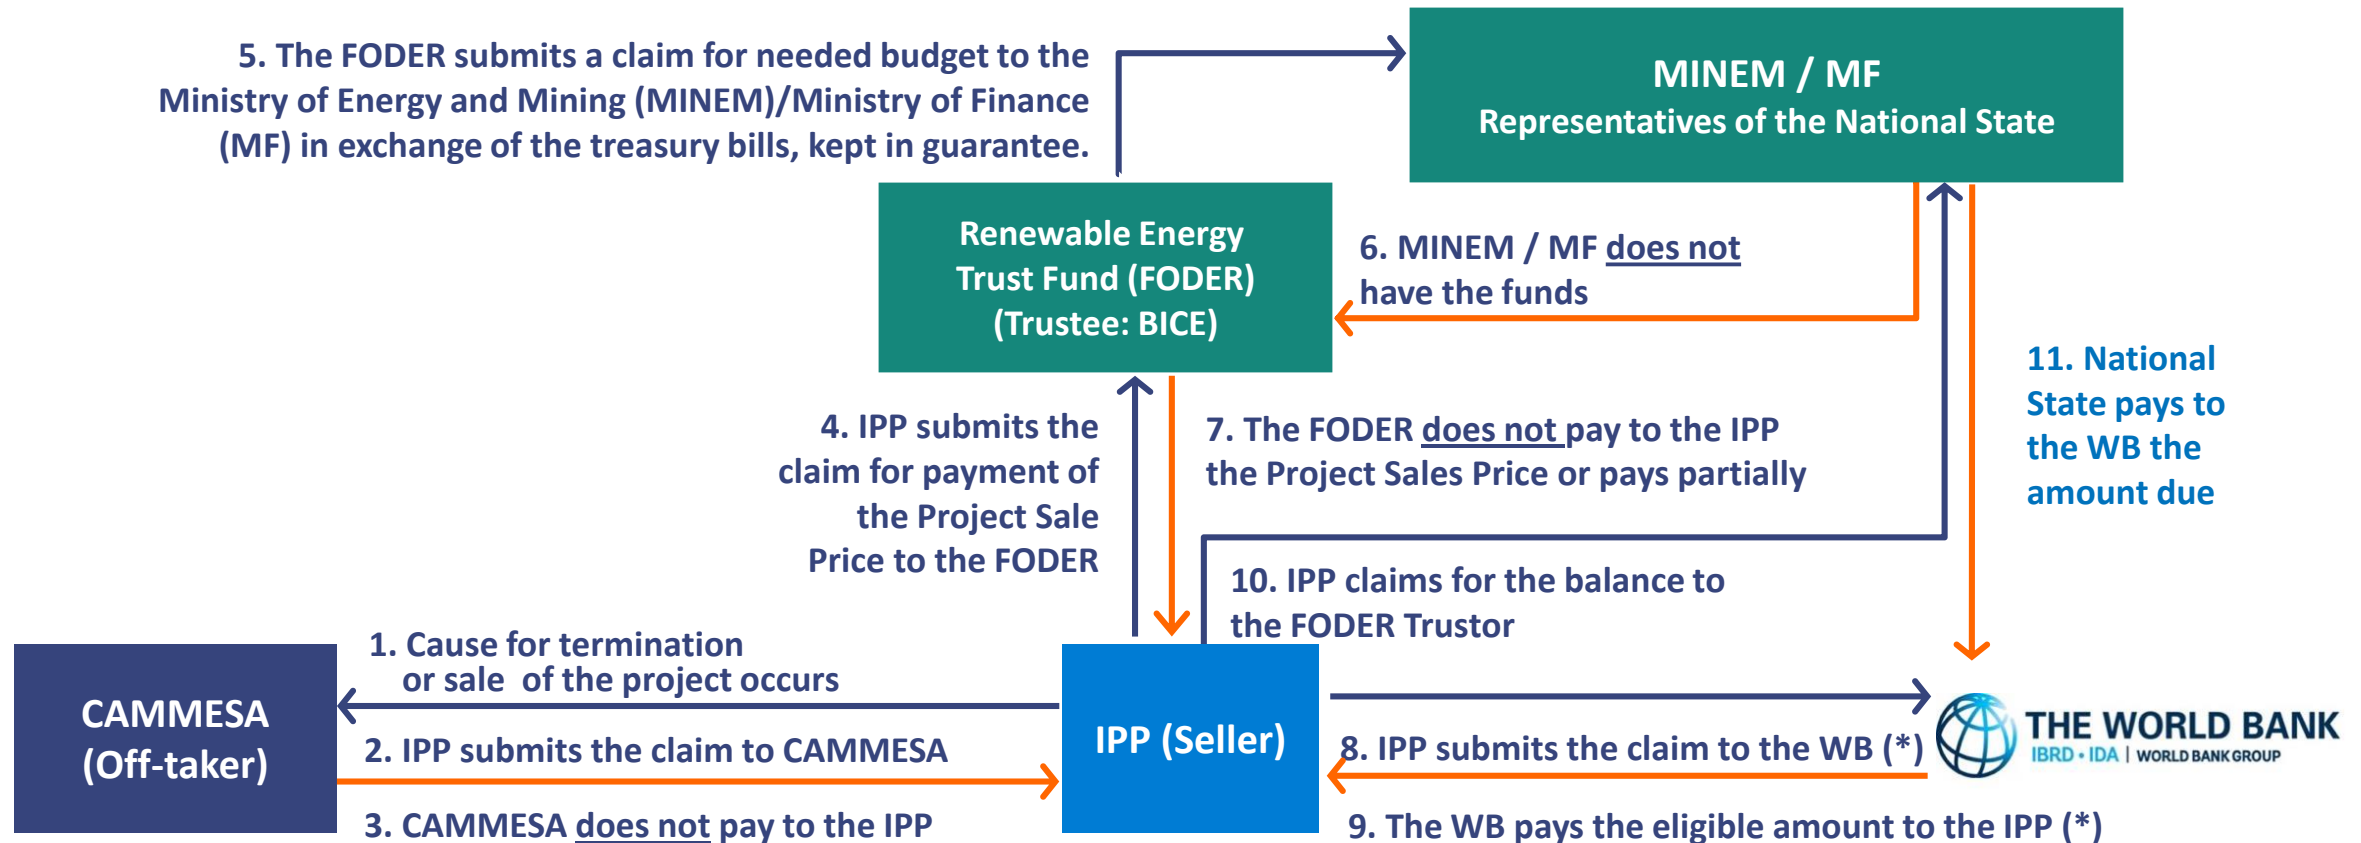 5. The FODER submits a claim for needed budget to the
Ministry of Energy and Mining (MINEM)/Ministry of Finance
(MF) in exchange of the treasury bills, kept in guarantee.
MINEM / MF
Representatives of the National State
Renewable Energy
Trust Fund (FODER)
(Trustee: BICE)
6. MINEM / MF does not
have the funds
11. National
State pays to
the WB the
amount due
4. IPP submits the
claim for payment of
the Project Sale
Price to the FODER
7. The FODER does not pay to the IPP
the Project Sales Price or pays partially
10. IPP claims for the balance to
the FODER Trustor
1. Cause for termination
or sale of the project occurs
CAMMESA
(Off-taker)
2. IPP submits the claim to CAMMESA
3. CAMMESA does not pay to the IPP
IPP (Seller)
8. IPP submits the claim to the WB (*)
9. The WB pays the eligible amount to the IPP (*)
THE WORLD BANK
IBRD • IDA | WORLD BANK GROUP